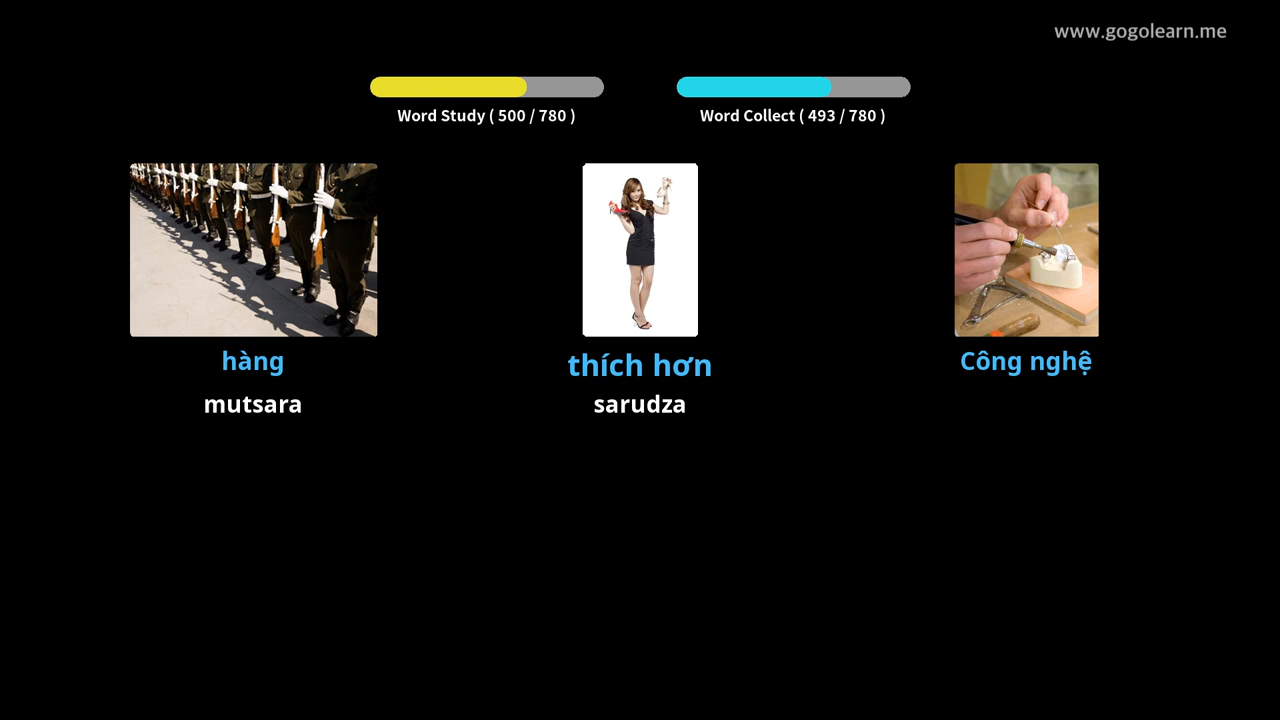 www.gogolearn.me
Word Study ( 500 / 780 )
Word Collect ( 493 / 780 )
hàng
thích hơn
Công nghệ
mutsara
sarudza